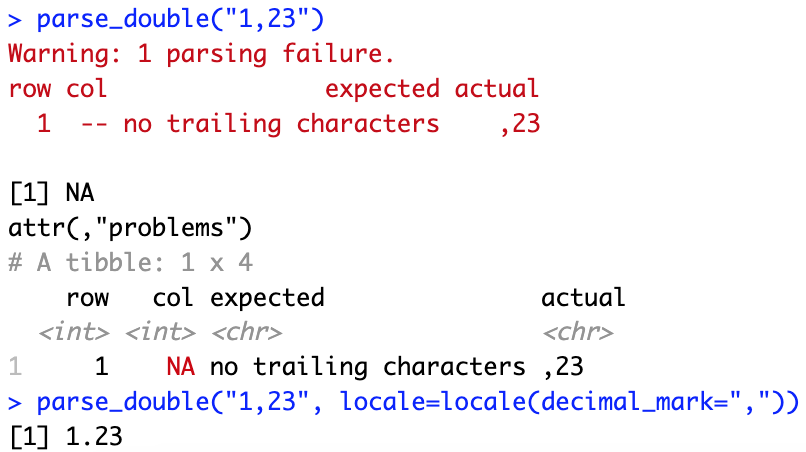 > parse_double("1,23")
Warning: 1 parsing failure.
row col               expected actual
  1  -- no trailing characters    ,23

[1] NA
attr(,"problems")
# A tibble: 1 x 4
    row   col expected               actual
  <int> <int> <chr>                  <chr>
1     1    NA no trailing characters ,23
> parse_double("1,23", locale=locale(decimal_mark=","))
[1] 1.23